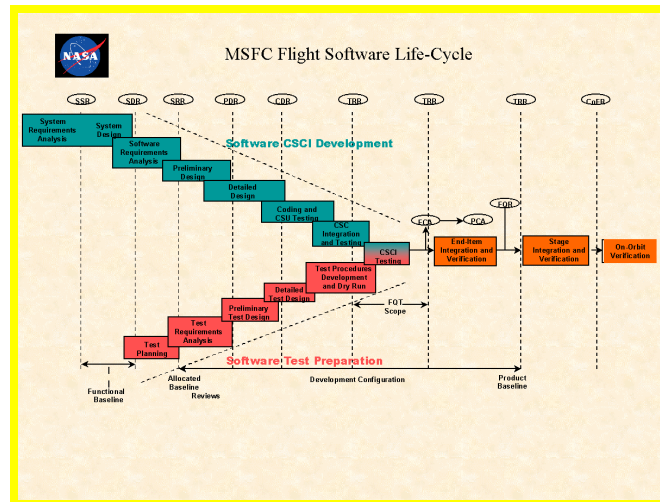 NASA
MSFC Flight Software Life-Cycle
SSR
SDR
SRR
PDR
CDR
TRR
TRR
TRR
CoFR
System
Requirements
Analysis
System
Design
Software CSCI Development
Software
Requirements
Analysis
Preliminary
Design
Detailed
Design
Coding and
CSU Testing
CSC
Integration
and Testing
FCA
PCA
FQR
CSCI
Testing
End-Item
Integration and
Verification
Stage
Integration and
Verification
On-Orbit
Verification
Test Procedures
Development
and Dry Run
Detailed
Test Design
FQT
Scope
Preliminary
Test Design
Test
Requirements
Analysis
Test
Planning
Software Test Preparation
Functional
Baseline
Allocated
Baseline
Reviews
Development Configuration
Product
Baseline